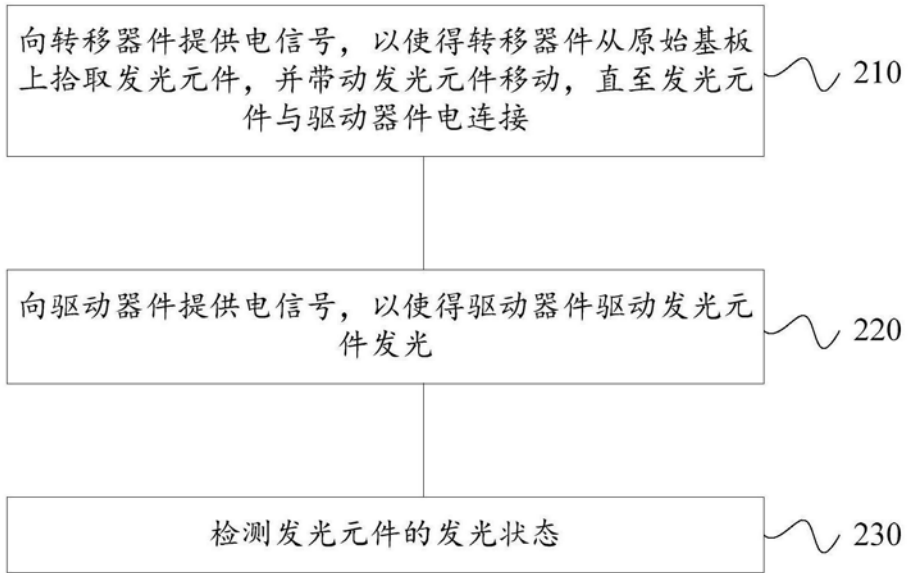 向转移器件提供电信号，以使得转移器件从原始基板
上拾取发光元件，并带动发光元件移动，直至发光元
件与驱动器件电连接
210
向驱动器件提供电信号，以使得驱动器件驱动发光元
件发光
220
检测发光元件的发光状态
230